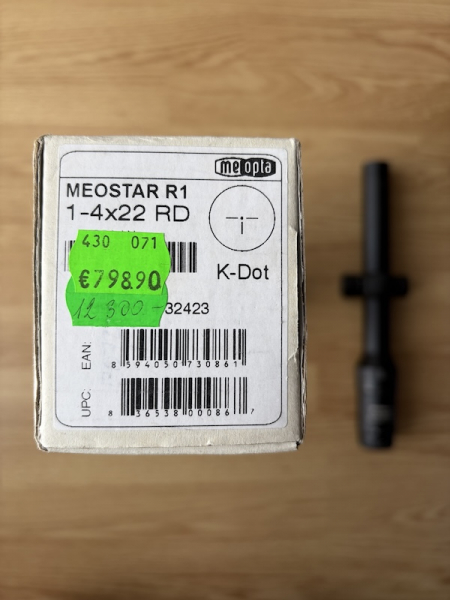 meopta
MEOSTAR R1
1-4x22 RD
430 071
€798.90
12 300 -
32423
K-Dot
EAN:
8 594050 730861
UPC:
8 36538 00086 7